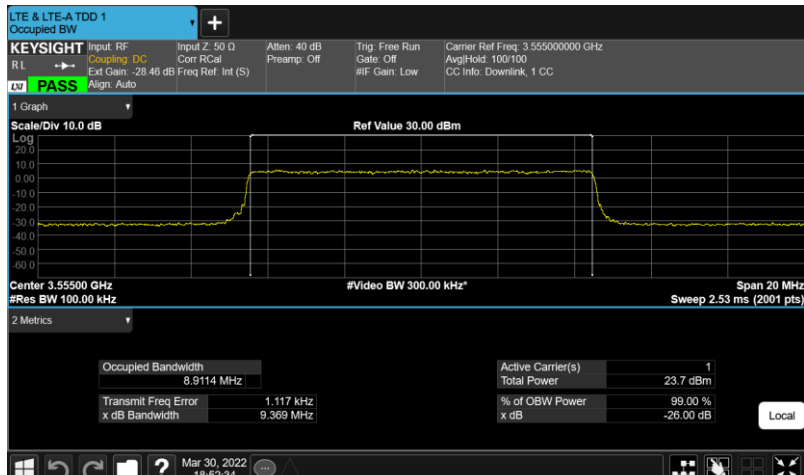 LTE & LTE-A TDD 1
Occupied BW
+
KEYSIGHT
RL
LXI
PASS
Input: RF
Coupling: DC
Ext Gain: -28.46 dB
Align: Auto
Input Z: 50 Ω
Corr RCal
Freq Ref: Int (S)
Atten: 40 dB
Preamp: Off
Trig: Free Run
Gate: Off
#IF Gain: Low
Carrier Ref Freq: 3.555000000 GHz
Avg|Hold: 100/100
CC Info: Downlink, 1 CC
1 Graph
Scale/Div 10.0 dB
Ref Value 30.00 dBm
Log
20.0
10.0
0.00
-10.0
-20.0
-30.0
-40.0
-50.0
-60.0
Center 3.55500 GHz
#Video BW 300.00 kHz*
Span 20 MHz
#Res BW 100.00 kHz
Sweep 2.53 ms (2001 pts)
2 Metrics
Occupied Bandwidth
8.9114 MHz
Transmit Freq Error 1.117 kHz
x dB Bandwidth 9.369 MHz
Active Carrier(s) 1
Total Power 23.7 dBm
% of OBW Power 99.00 %
x dB -26.00 dB
Local
?
Mar 30, 2022
18:52:34